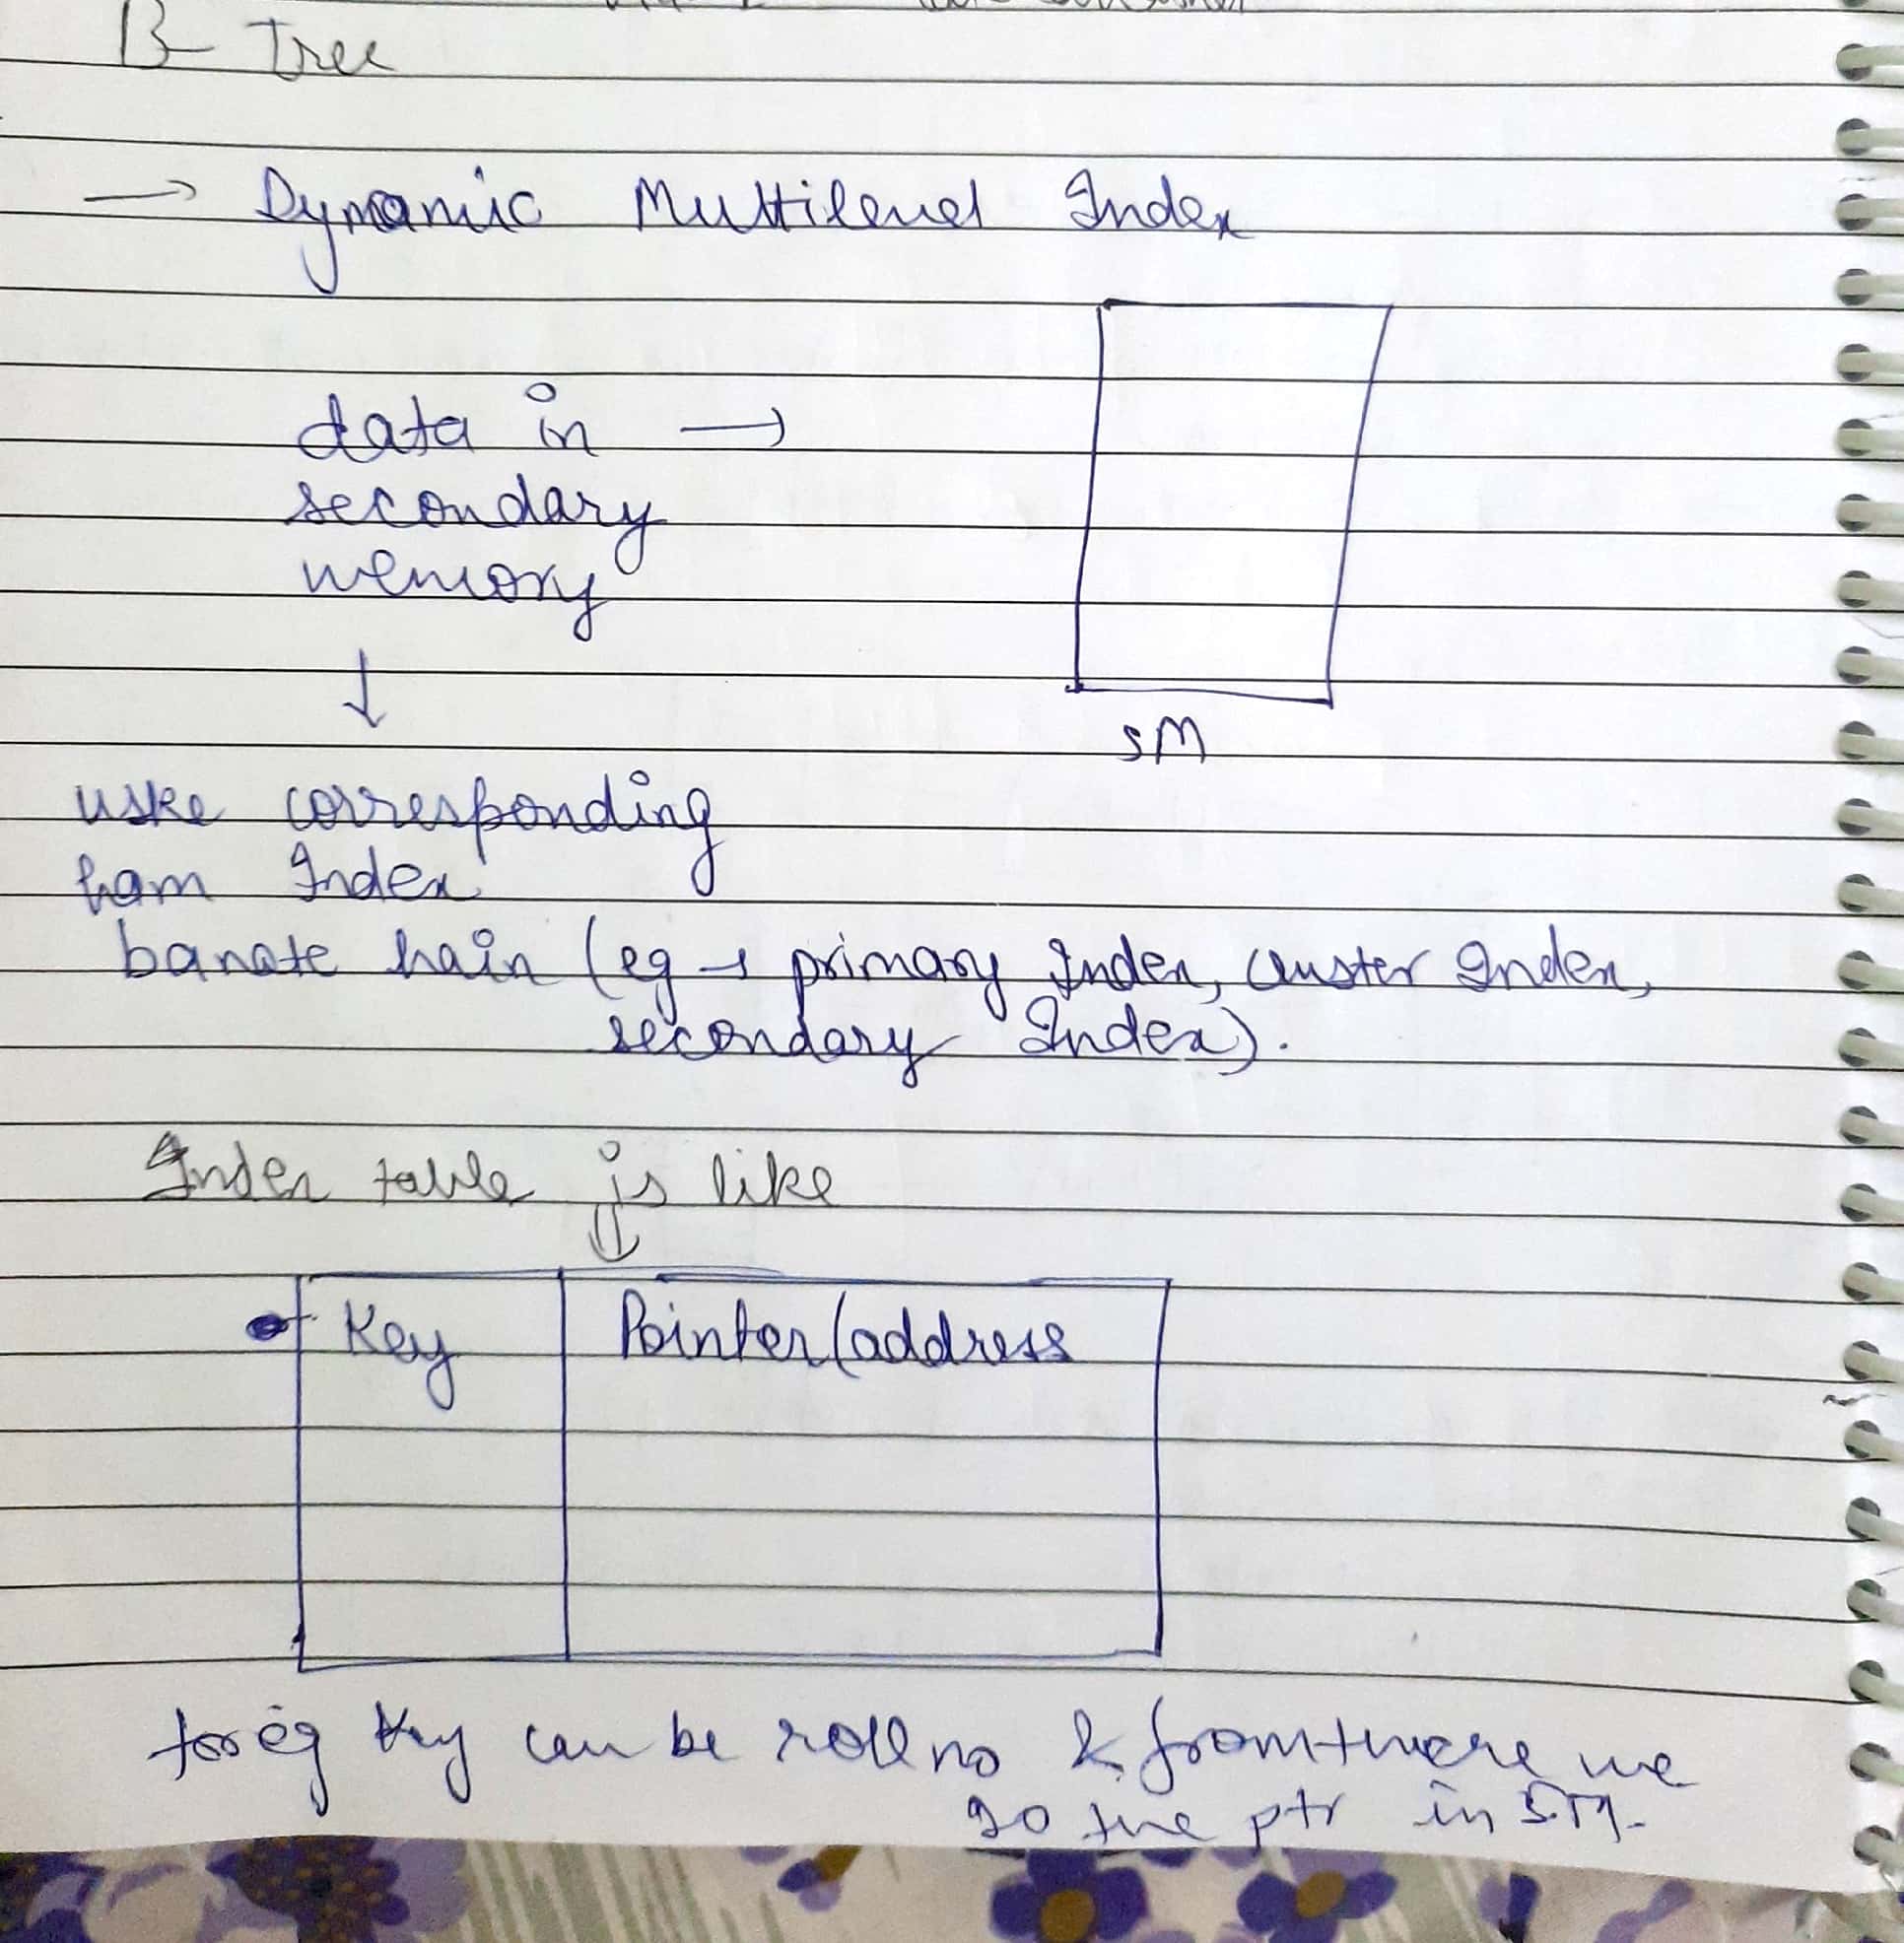 B Tree
→ Dynamic Multilevel Index
data in →
secondary
memory
↓
SM
uske corresponding
ham Index
banate hain (eg → primary Index, Cluster Index,
secondary Index).
Index table is like
⇓
Key Pointer/address
for eg Key can be roll no & from there we
go the ptr in S.M.